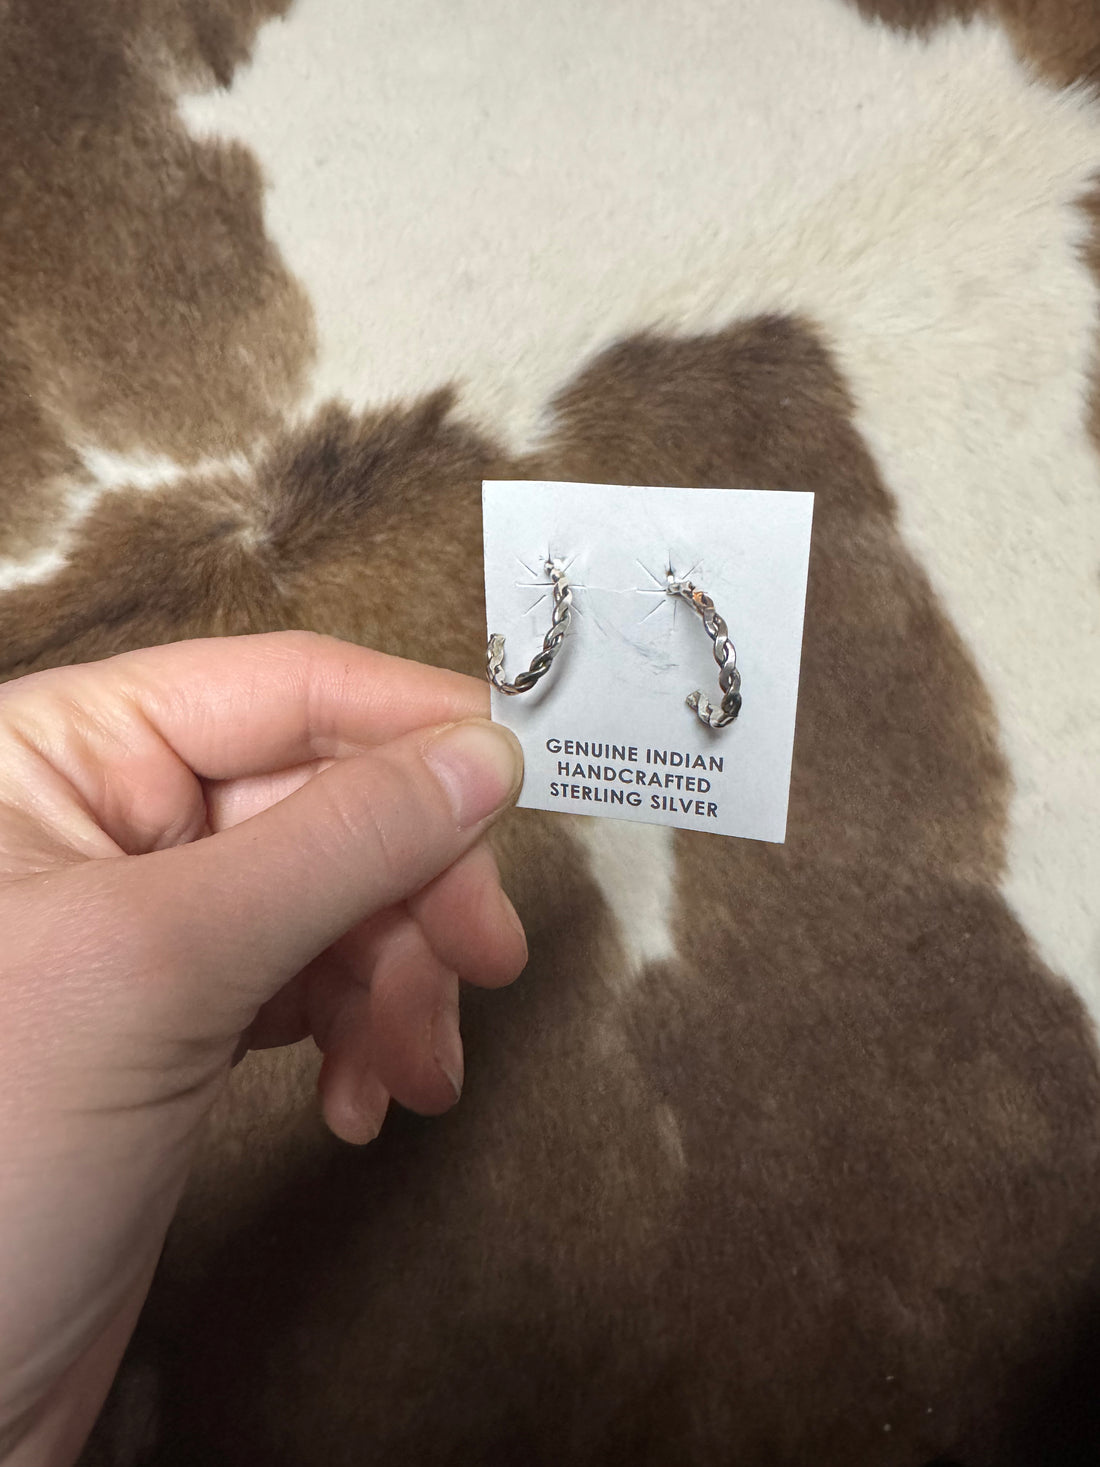 GENUINE INDIAN
HANDCRAFTED
STERLING SILVER